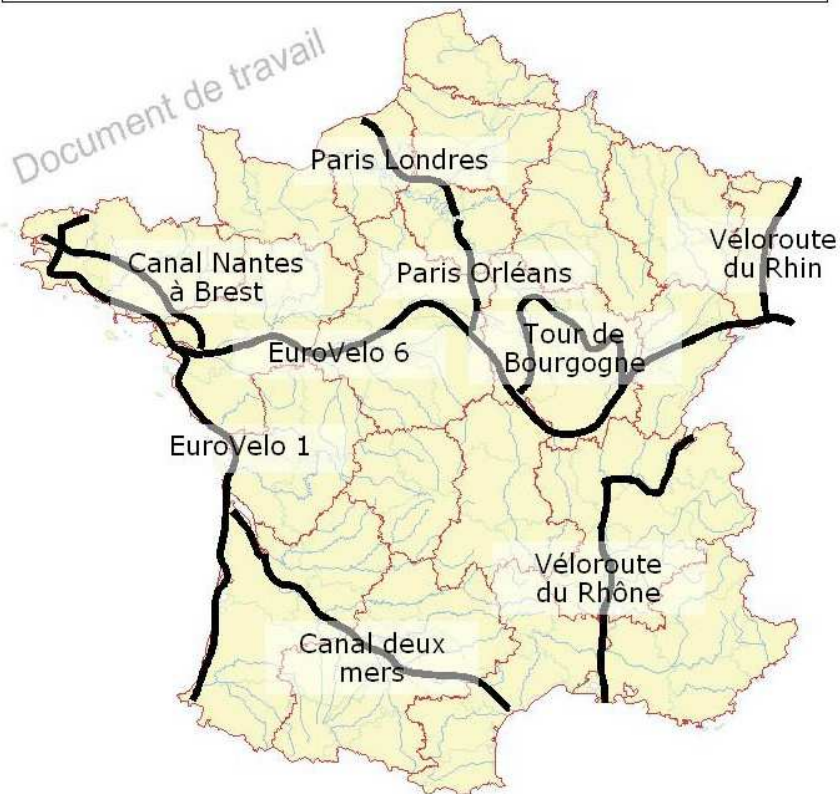 Document de travail
Paris Londres
Véloroute
du Rhin
Canal Nantes
à Brest
Paris Orléans
Tour de
Bourgogne
EuroVelo 6
EuroVelo 1
Véloroute
du Rhône
Canal deux
mers